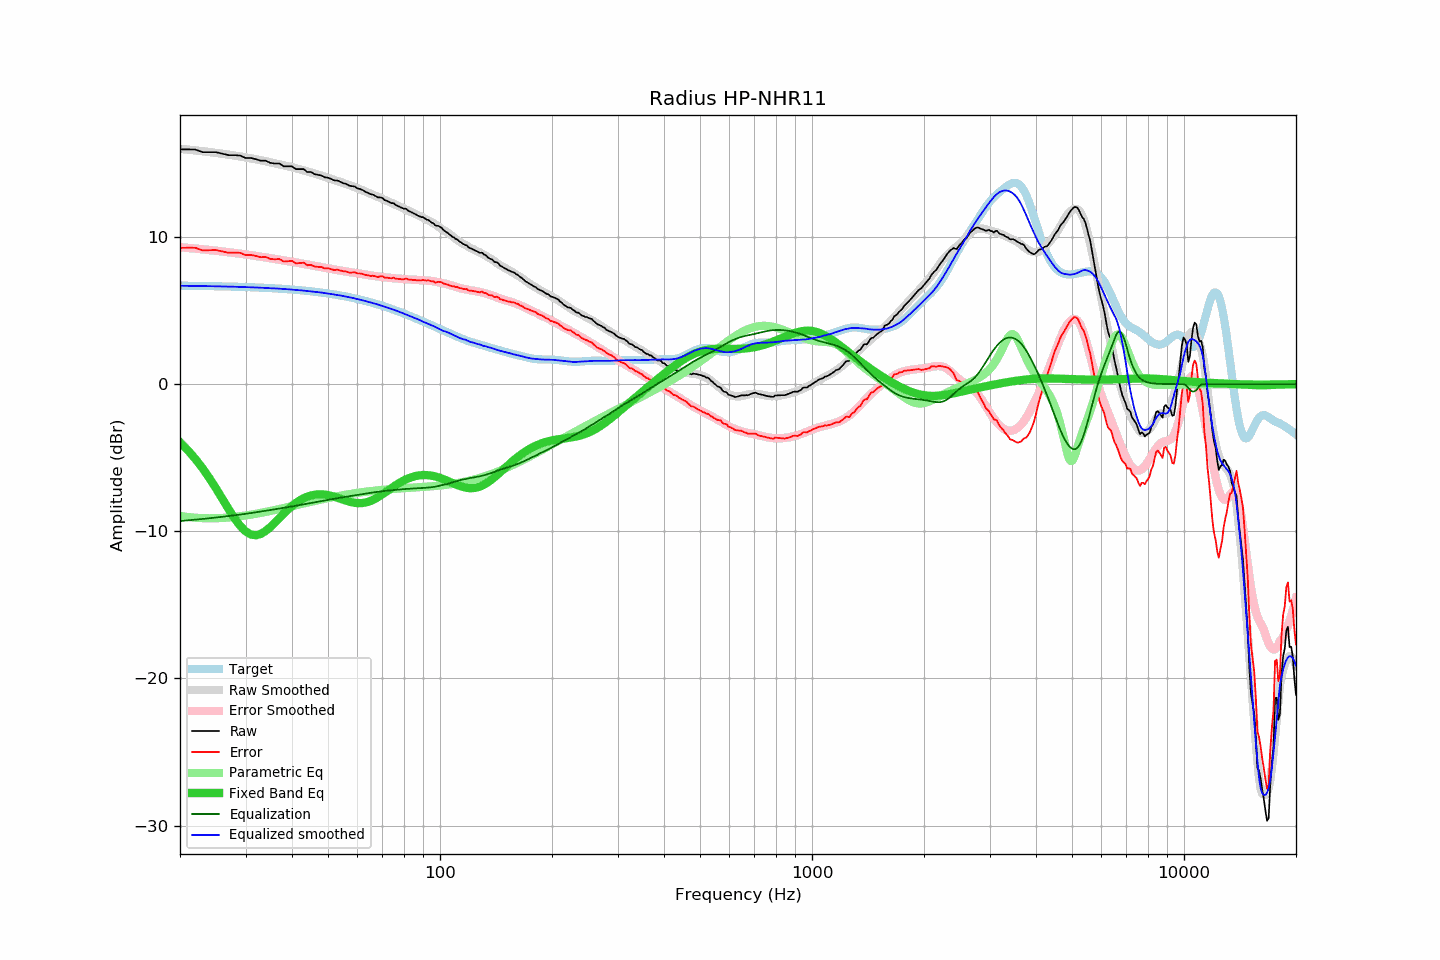 Radius HP-NHR11
10
0
−10
−20
−30
Amplitude (dBr)
Target
Raw Smoothed
Error Smoothed
Raw
Error
Parametric Eq
Fixed Band Eq
Equalization
Equalized smoothed
100
1000
10000
Frequency (Hz)